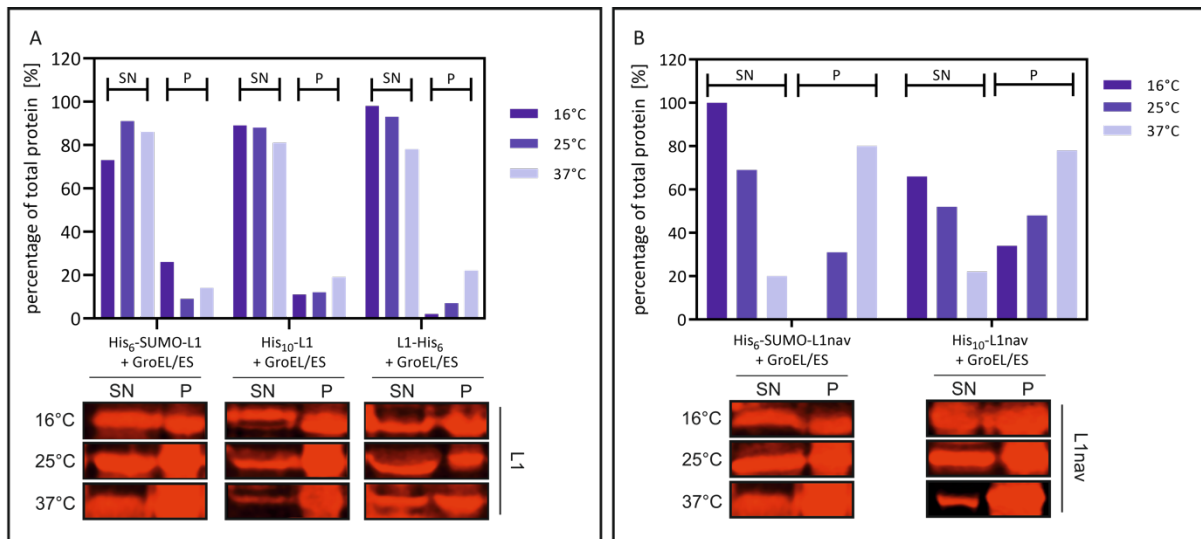 A
percentage of total protein [%]
120
100
80
60
40
20
0
SN P SN P SN P
16°C
25°C
37°C
His₆-SUMO-L1 His₁₀-L1 L1-His₆
+ GroEL/ES + GroEL/ES + GroEL/ES
SN P SN P SN P
16°C
25°C
37°C
L1
B
percentage of total protein [%]
120
100
80
60
40
20
0
SN P SN P
16°C
25°C
37°C
His₆-SUMO-L1nav His₁₀-L1nav
+ GroEL/ES + GroEL/ES
SN P SN P
16°C
25°C
37°C
L1nav